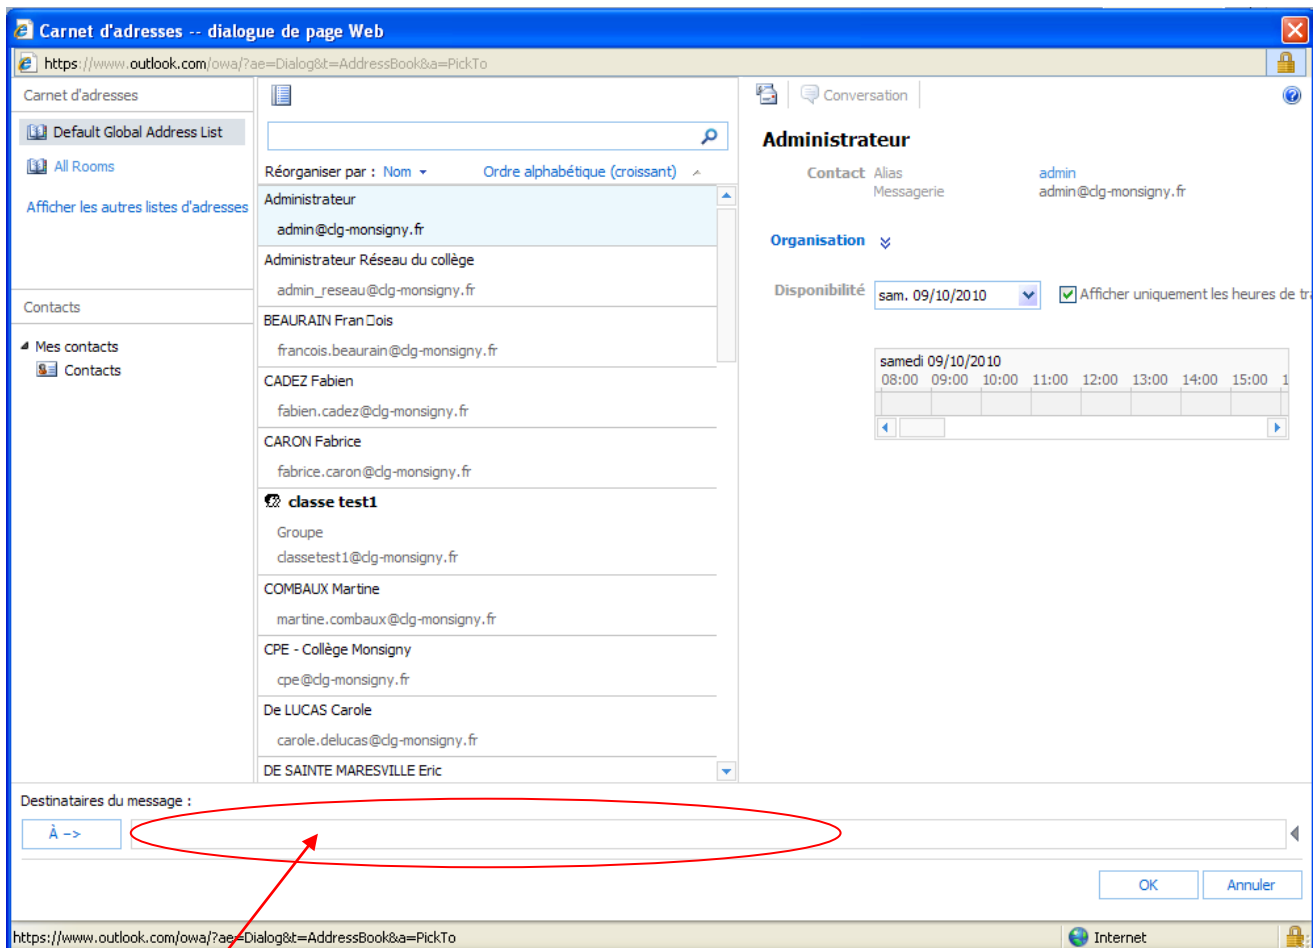 Carnet d'adresses -- dialogue de page Web
https://www.outlook.com/owa/?ae=Dialog&t=AddressBook&a=PickTo
Carnet d'adresses
Default Global Address List
All Rooms
Afficher les autres listes d'adresses
Contacts
Mes contacts
Contacts
Réorganiser par : Nom
Ordre alphabétique (croissant)
Administrateur
admin@clg-monsigny.fr
Administrateur Réseau du collège
admin_reseau@clg-monsigny.fr
BEAURAIN Fran□ois
francois.beaurain@clg-monsigny.fr
CADEZ Fabien
fabien.cadez@clg-monsigny.fr
CARON Fabrice
fabrice.caron@clg-monsigny.fr
classe test1
Groupe
classetest1@clg-monsigny.fr
COMBAUX Martine
martine.combaux@clg-monsigny.fr
CPE - Collège Monsigny
cpe@clg-monsigny.fr
De LUCAS Carole
carole.delucas@clg-monsigny.fr
DE SAINTE MARESVILLE Eric
Conversation
Administrateur
Contact Alias admin
Messagerie admin@clg-monsigny.fr
Organisation
Disponibilité sam. 09/10/2010 Afficher uniquement les heures de tra
samedi 09/10/2010
08:00 09:00 10:00 11:00 12:00 13:00 14:00 15:00 1
Destinataires du message :
À ->
OK Annuler
https://www.outlook.com/owa/?ae=Dialog&t=AddressBook&a=PickTo
Internet